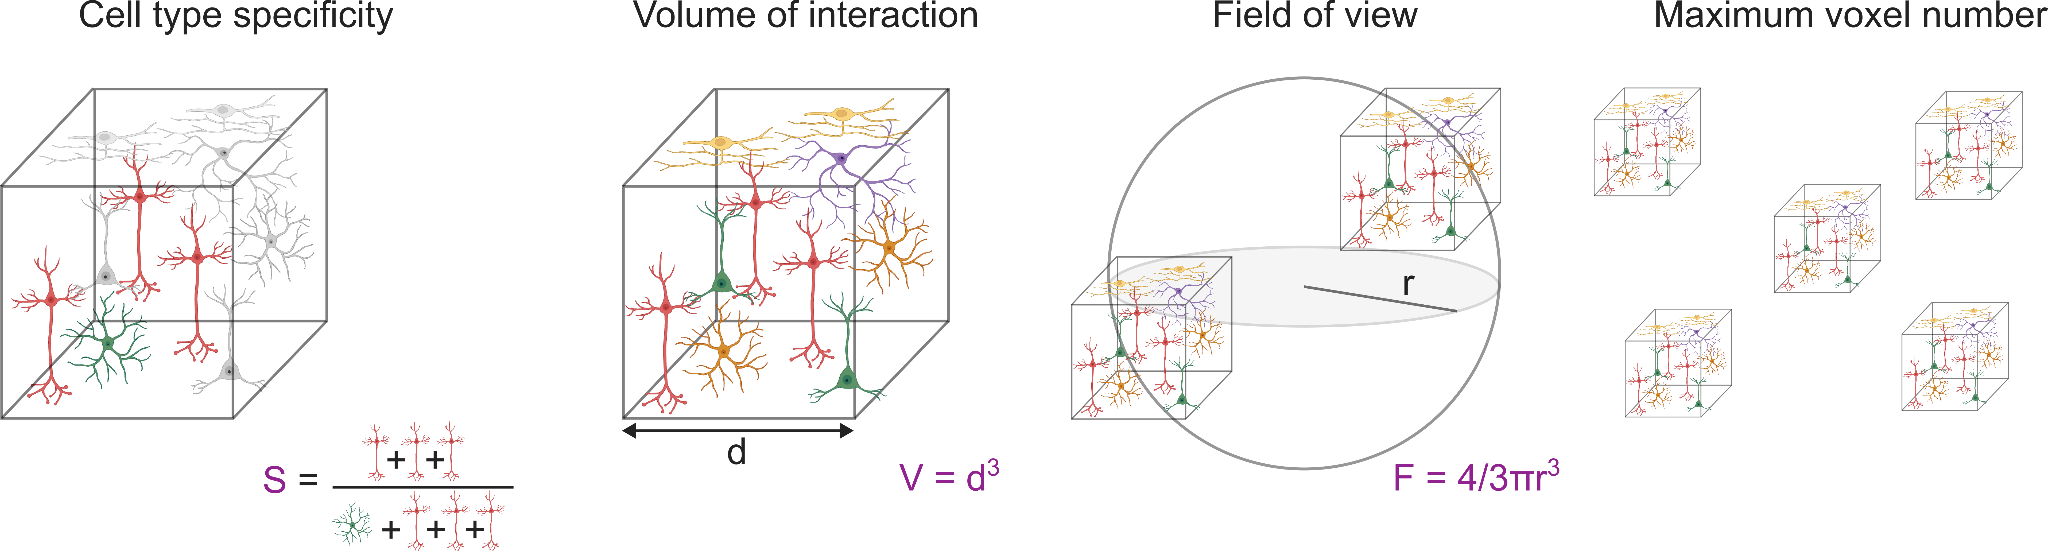 Cell type specificity
Volume of interaction
Field of view
Maximum voxel number
r
d
+ +
S =
+ + +
V = d³
F = 4/3πr³